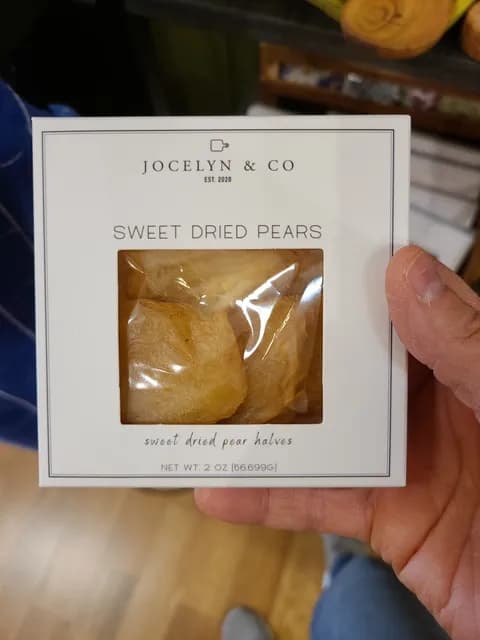 JOCELYN & CO
EST. 2020
SWEET DRIED PEARS
sweet dried pear halves
NET WT. 2 OZ (56.699G)